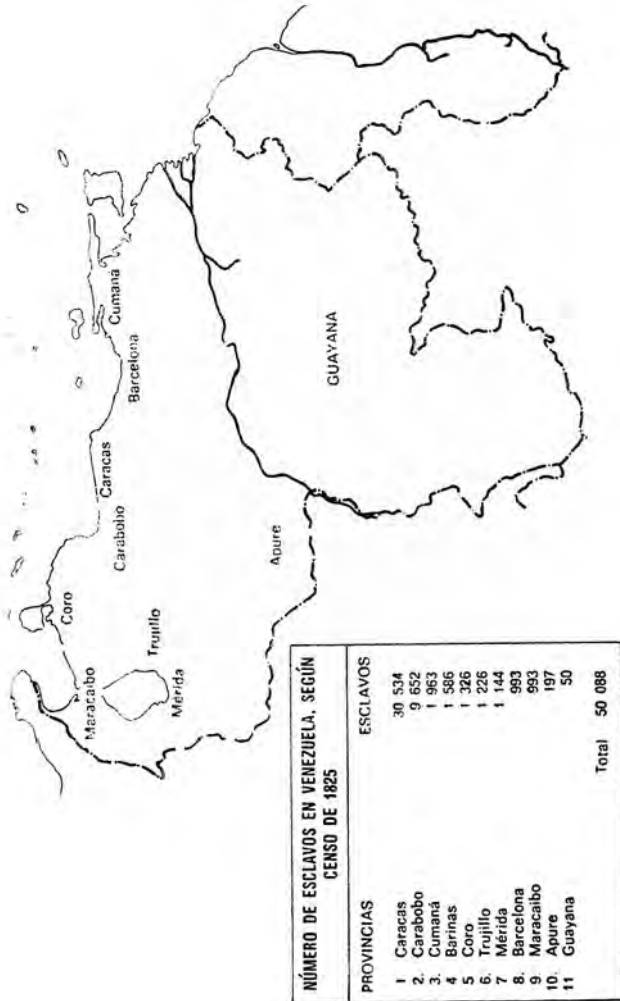 Coro
Maracaibo
Trujillo
Mérida
Carabobo
Caracas
Barcelona
Cumaná
Apure
GUAYANA
NÚMERO DE ESCLAVOS EN VENEZUELA, SEGÚN
CENSO DE 1825
PROVINCIAS ESCLAVOS
1 Caracas 30 534
2. Carabobo 9 652
3. Cumaná 1 963
4 Barinas 1 586
5 Coro 1 326
6. Trujillo 1 226
7 Mérida 1 144
8. Barcelona 993
9. Maracaibo 993
10. Apure 197
11 Guayana 50
Total 50 088